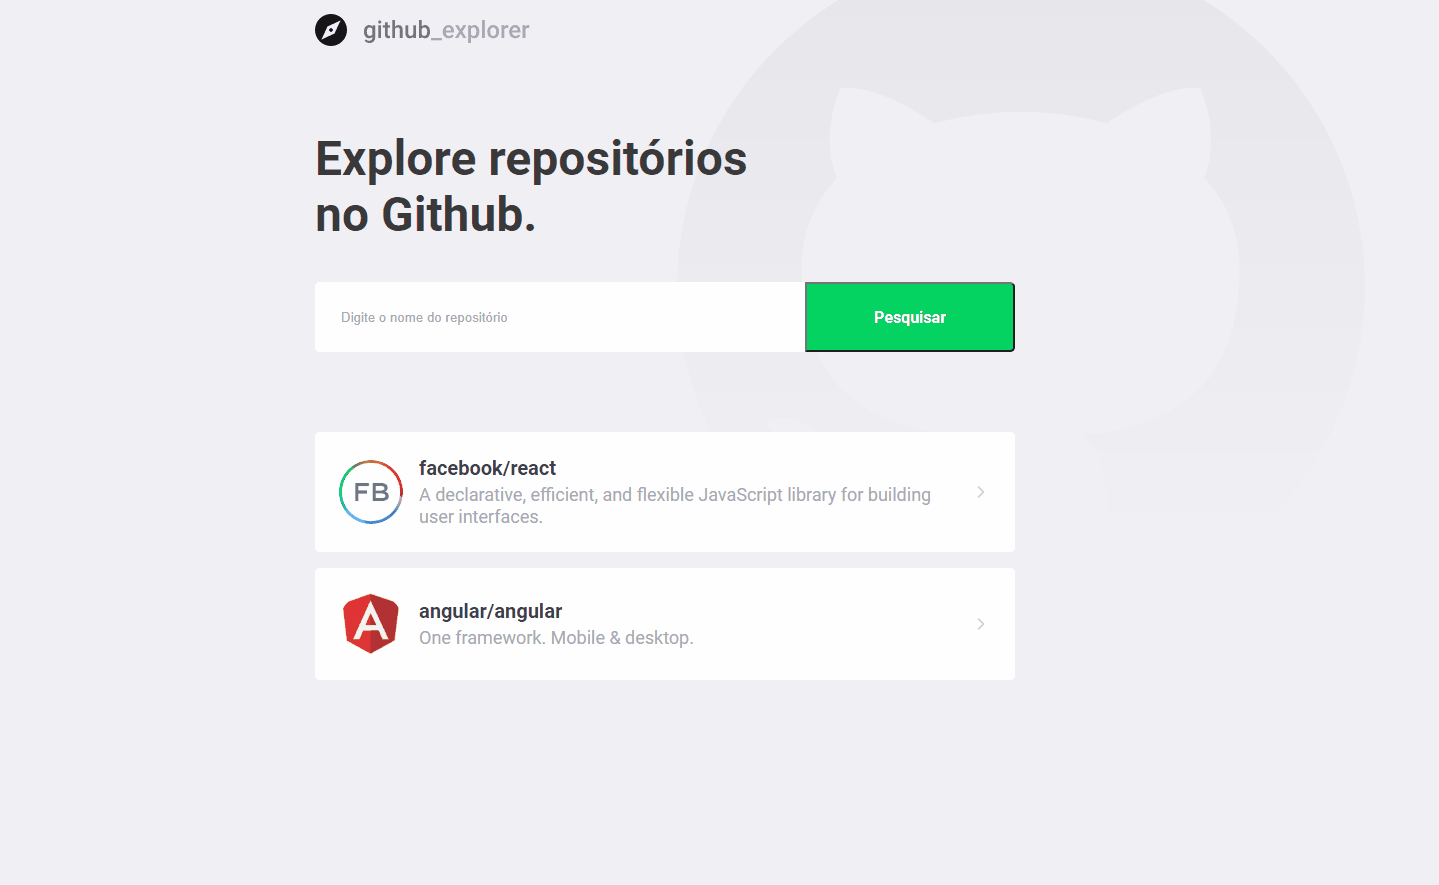 github_explorer
Explore repositórios
no Github.
Digite o nome do repositório
Pesquisar
FB
facebook/react
A declarative, efficient, and flexible JavaScript library for building
user interfaces.
A
angular/angular
One framework. Mobile & desktop.